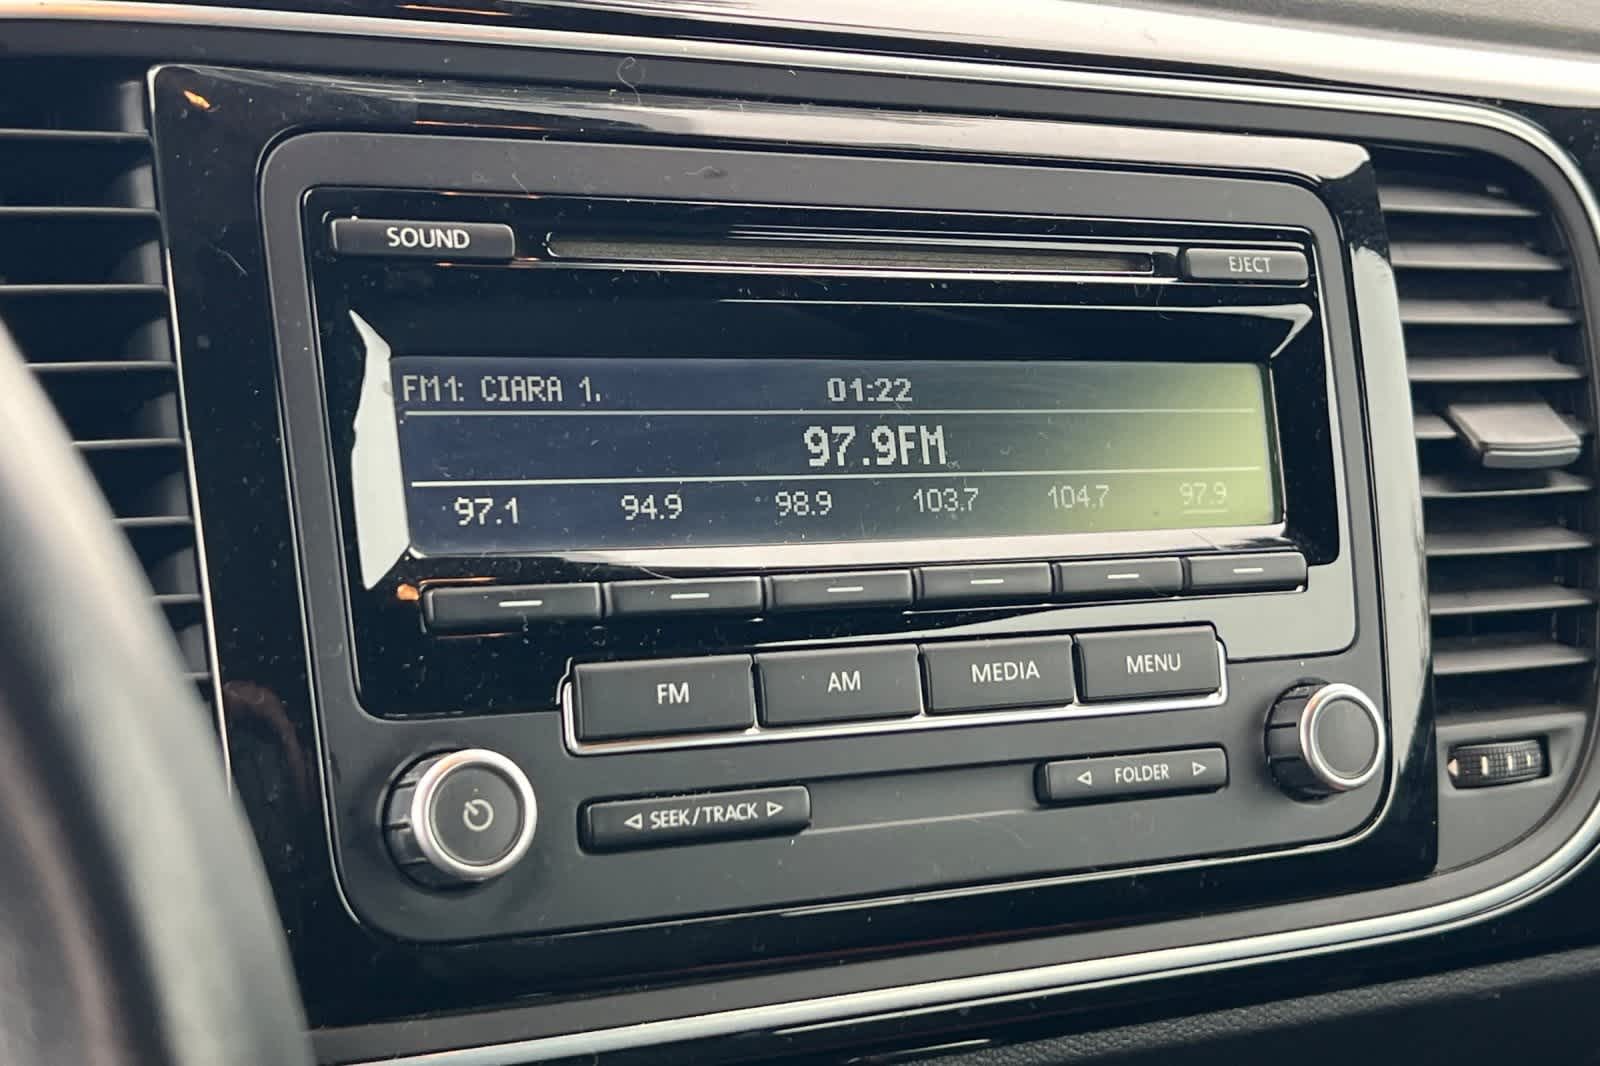 SOUND
EJECT
FM1: CIARA 1.
01:22
97.9FM
97.1 94.9 98.9 103.7 104.7 97.9
FM AM MEDIA MENU
SEEK/TRACK
FOLDER